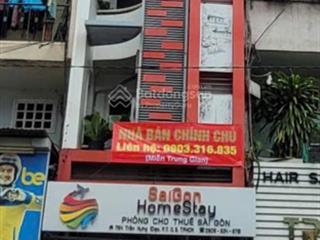 Batdongsan
NHÀ BÁN CHÍNH CHỦ
Liên hệ: 0903.316.835
(Miễn Trung Gian)
SaiGon
HomeStay
PHÒNG CHO THUÊ SÀI GÒN
HAIR S